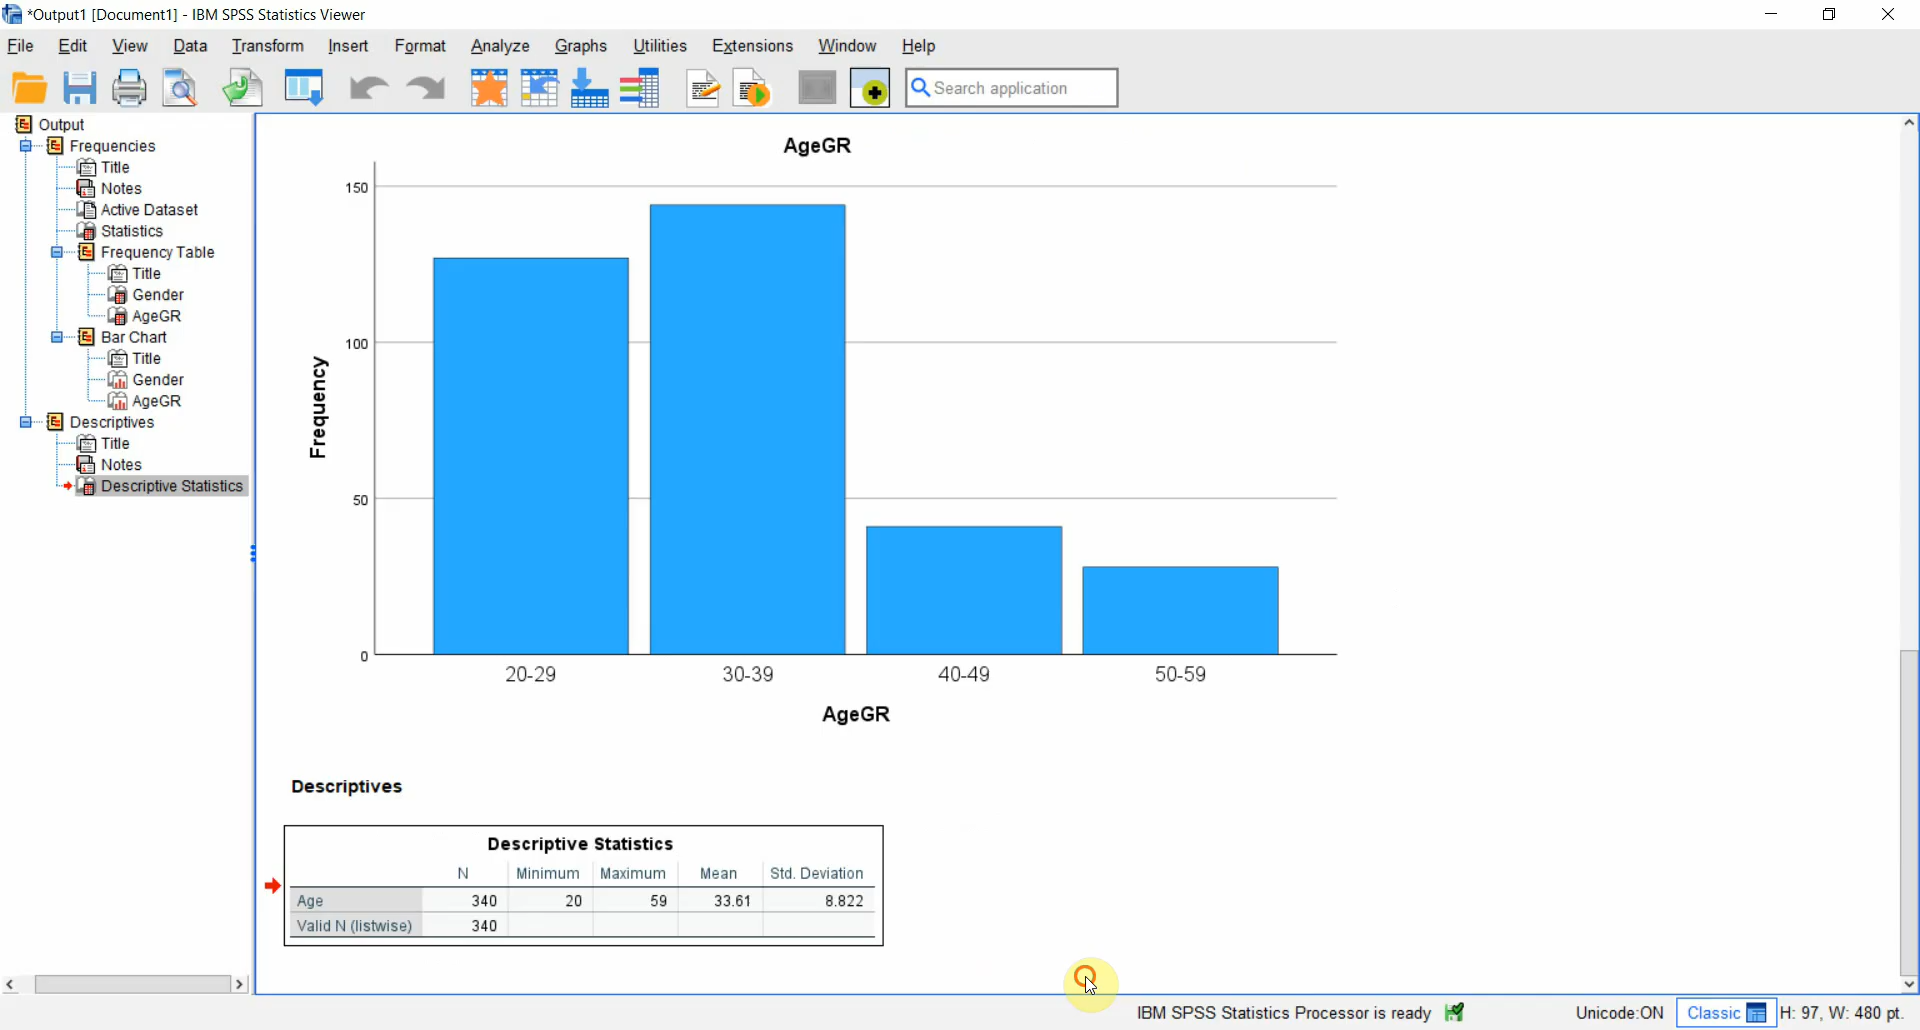 *Output1 [Document1] - IBM SPSS Statistics Viewer
File Edit View Data Transform Insert Format Analyze Graphs Utilities Extensions Window Help
Search application
Output
Frequencies
Title
Notes
Active Dataset
Statistics
Frequency Table
Title
Gender
AgeGR
Bar Chart
Title
Gender
AgeGR
Descriptives
Title
Notes
Descriptive Statistics
AgeGR
150
100
50
0
Frequency
20-29 30-39 40-49 50-59
AgeGR
Descriptives
Descriptive Statistics
N Minimum Maximum Mean Std. Deviation
Age 340 20 59 33.61 8.822
Valid N (listwise) 340
IBM SPSS Statistics Processor is ready Unicode:ON Classic H: 97, W: 480 pt.